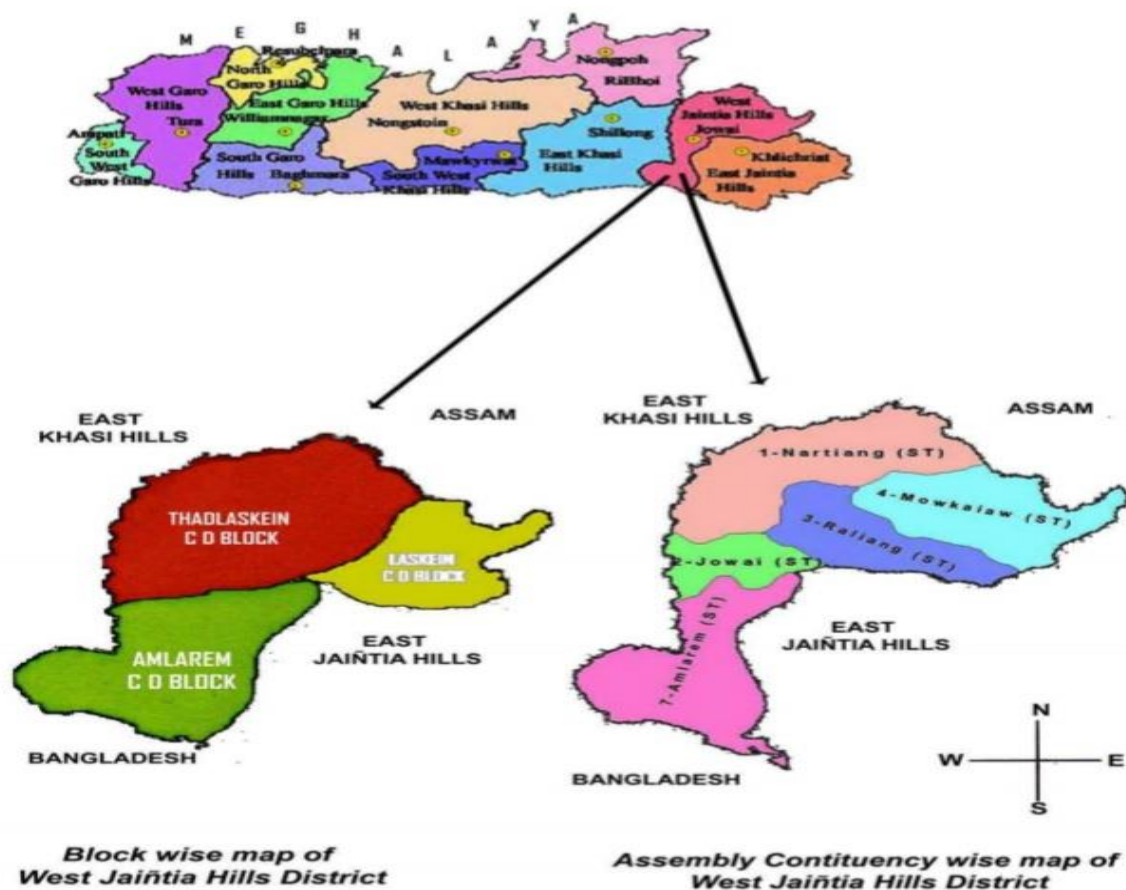 M E G H A L A Y A
Resubelpara
North
Garo Hills
Nongpoh
RiBhoi
West Garo
Hills
Tura
East Garo Hills
Williamnagar
West Khasi Hills
Nongstoin
West
Jaintia Hills
Jowai
Ampati
South
West
Garo Hills
South Garo
Hills
Baghmara
Mawkyrwat
South West
Khasi Hills
Shillong
East Khasi
Hills
Khlichriat
East Jaintia
Hills
EAST
KHASI HILLS
ASSAM
THADLASKEIN
C D BLOCK
LASKEIN
C D BLOCK
AMLAREM
C D BLOCK
EAST
JAIÑTIA HILLS
BANGLADESH
Block wise map of
West Jaiñtia Hills District
EAST
KHASI HILLS
ASSAM
1-Nartiang (ST)
4-Mowkaiaw (ST)
3-Raliang (ST)
2-Jowai (ST)
7-Amlarem (ST)
EAST
JAIÑTIA HILLS
BANGLADESH
N
W E
S
Assembly Contituency wise map of
West Jaiñtia Hills District